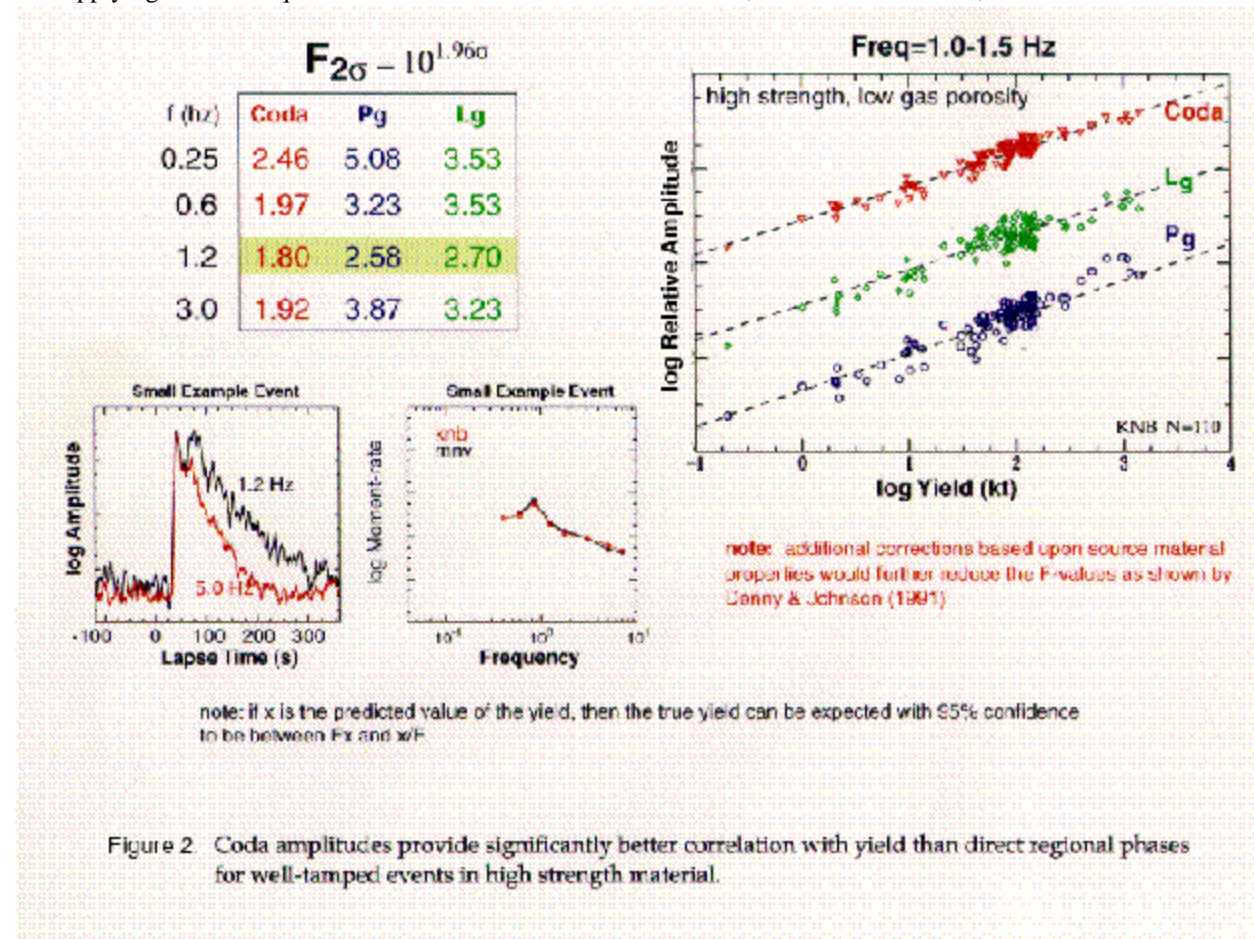 F2σ – 10^1.96σ
f (hz) Coda Pg Lg
0.25 2.46 5.08 3.53
0.6 1.97 3.23 3.53
1.2 1.80 2.58 2.70
3.0 1.92 3.87 3.23
Freq=1.0-1.5 Hz
high strength, low gas porosity
Coda
Lg
Pg
KNB N=110
log Relative Amplitude
-1 0 1 2 3 4
log Yield (kt)
note: additional corrections based upon source material
properties would further reduce the F-values as shown by
Denny & Johnson (1991)
Small Example Event
log Amplitude
1.2 Hz
5.0 Hz
-100 0 100 200 300
Lapse Time (s)
Small Example Event
knb
mnv
log Moment-rate
10^-1 10^0 10^1
Frequency
note: if x is the predicted value of the yield, then the true yield can be expected with 95% confidence
to be between Fx and x/F
Figure 2. Coda amplitudes provide significantly better correlation with yield than direct regional phases
for well-tamped events in high strength material.